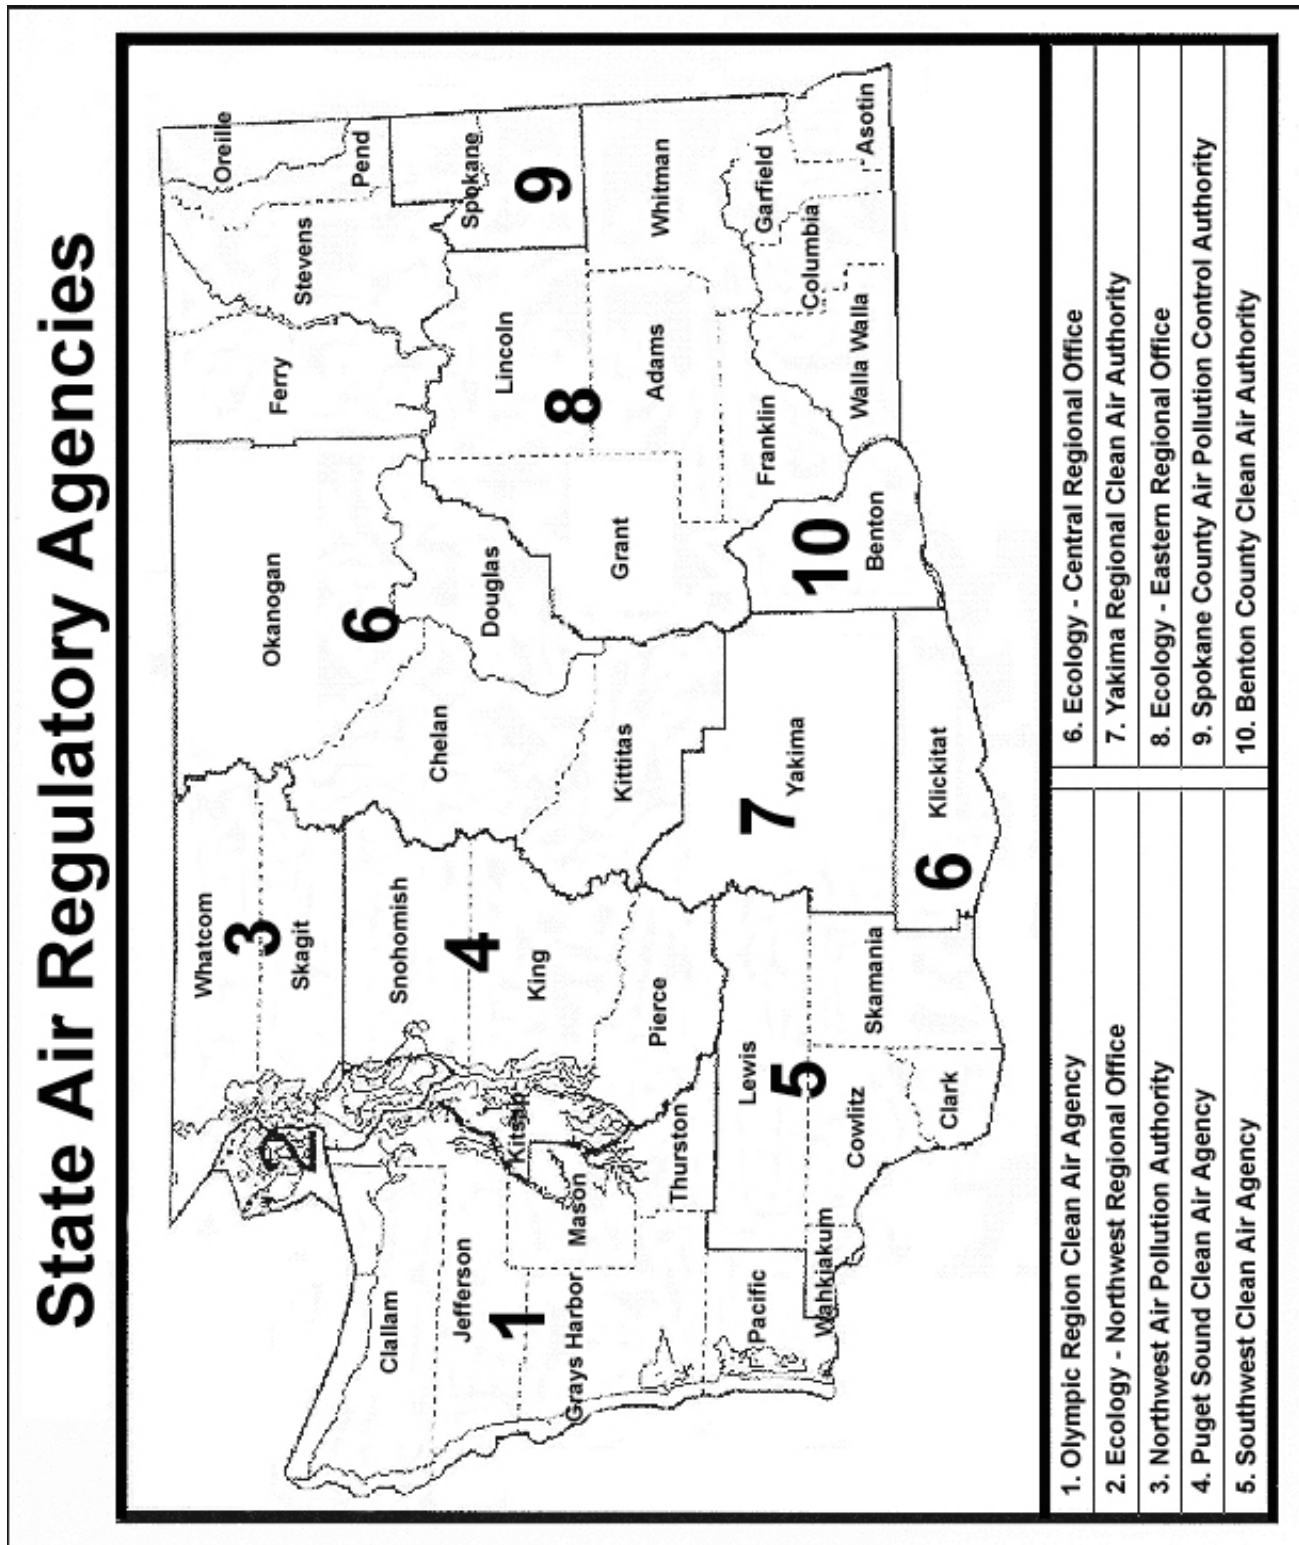 State Air Regulatory Agencies
Whatcom
3
Skagit
2
Okanogan
Ferry
Stevens
Pend
Oreille
Clallam
Jefferson
Snohomish
4
King
Kitsap
Chelan
6
Douglas
Lincoln
8
Spokane
9
1
Grays Harbor
Mason
Thurston
Pierce
Kittitas
Grant
Adams
Whitman
Pacific
Lewis
5
7
Yakima
10
Benton
Franklin
Walla Walla
Columbia
Garfield
Asotin
Wahkiakum
Cowlitz
Skamania
Clark
Klickitat
6
1. Olympic Region Clean Air Agency
2. Ecology - Northwest Regional Office
3. Northwest Air Pollution Authority
4. Puget Sound Clean Air Agency
5. Southwest Clean Air Agency
6. Ecology - Central Regional Office
7. Yakima Regional Clean Air Authority
8. Ecology - Eastern Regional Office
9. Spokane County Air Pollution Control Authority
10. Benton County Clean Air Authority